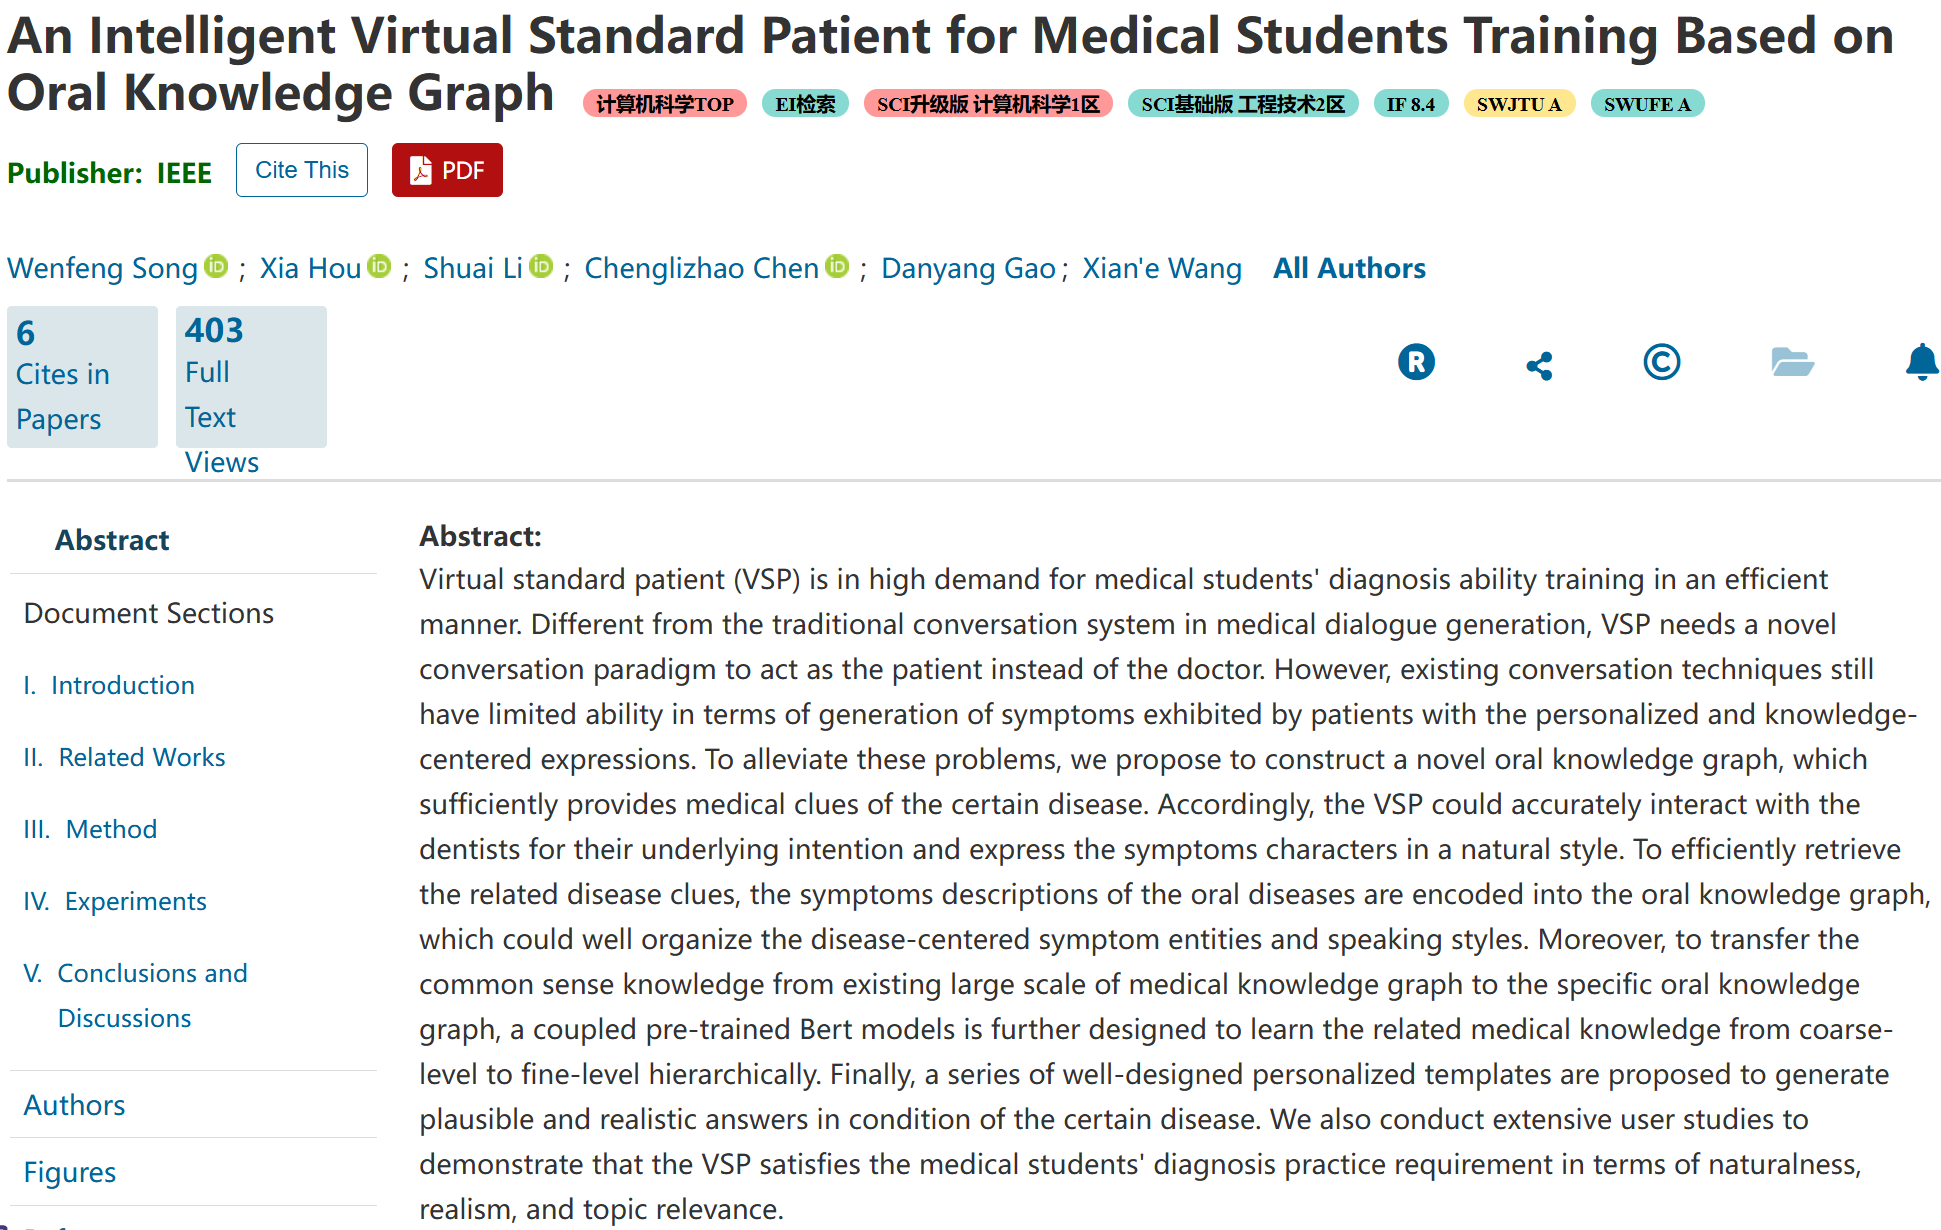 An Intelligent Virtual Standard Patient for Medical Students Training Based on
Oral Knowledge Graph 计算机科学TOP EI检索 SCI升级版 计算机科学1区 SCI基础版 工程技术2区 IF 8.4 SWJTU A SWUFE A
Publisher: IEEE Cite This PDF
Wenfeng Song iD ; Xia Hou iD ; Shuai Li iD ; Chenglizhao Chen iD ; Danyang Gao ; Xian'e Wang All Authors
6
Cites in
Papers
403
Full
Text
Views
R
©
Abstract
Document Sections
I. Introduction
II. Related Works
III. Method
IV. Experiments
V. Conclusions and
Discussions
Authors
Figures
Abstract:
Virtual standard patient (VSP) is in high demand for medical students' diagnosis ability training in an efficient
manner. Different from the traditional conversation system in medical dialogue generation, VSP needs a novel
conversation paradigm to act as the patient instead of the doctor. However, existing conversation techniques still
have limited ability in terms of generation of symptoms exhibited by patients with the personalized and knowledge-
centered expressions. To alleviate these problems, we propose to construct a novel oral knowledge graph, which
sufficiently provides medical clues of the certain disease. Accordingly, the VSP could accurately interact with the
dentists for their underlying intention and express the symptoms characters in a natural style. To efficiently retrieve
the related disease clues, the symptoms descriptions of the oral diseases are encoded into the oral knowledge graph,
which could well organize the disease-centered symptom entities and speaking styles. Moreover, to transfer the
common sense knowledge from existing large scale of medical knowledge graph to the specific oral knowledge
graph, a coupled pre-trained Bert models is further designed to learn the related medical knowledge from coarse-
level to fine-level hierarchically. Finally, a series of well-designed personalized templates are proposed to generate
plausible and realistic answers in condition of the certain disease. We also conduct extensive user studies to
demonstrate that the VSP satisfies the medical students' diagnosis practice requirement in terms of naturalness,
realism, and topic relevance.